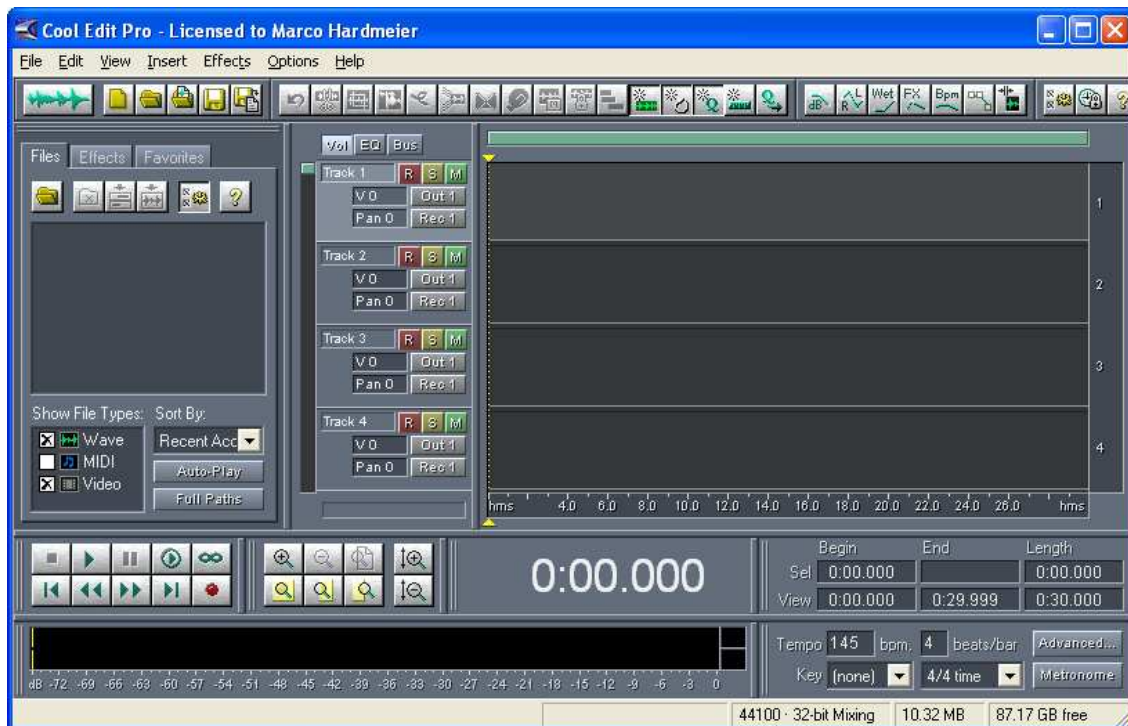 Cool Edit Pro - Licensed to Marco Hardmeier
File Edit View Insert Effects Options Help
dB L R Wet FX Bpm ?
Files Effects Favorites
?
Show File Types: Sort By:
Wave Recent Acc
MIDI Auto-Play
Video Full Paths
Vol EQ Bus
Track 1 R S M
V 0 Out 1
Pan 0 Rec 1
Track 2 R S M
V 0 Out 1
Pan 0 Rec 1
Track 3 R S M
V 0 Out 1
Pan 0 Rec 1
Track 4 R S M
V 0 Out 1
Pan 0 Rec 1
1
2
3
4
hms 4.0 6.0 8.0 10.0 12.0 14.0 16.0 18.0 20.0 22.0 24.0 26.0 hms
0:00.000
Begin End Length
Sel 0:00.000 0:00.000
View 0:00.000 0:29.999 0:30.000
dB -72 -69 -66 -63 -60 -57 -54 -51 -48 -45 -42 -39 -36 -33 -30 -27 -24 -21 -18 -15 -12 -9 -6 -3 0
Tempo 145 bpm, 4 beats/bar Advanced...
Key (none) 4/4 time Metronome
44100 · 32-bit Mixing 10.32 MB 87.17 GB free